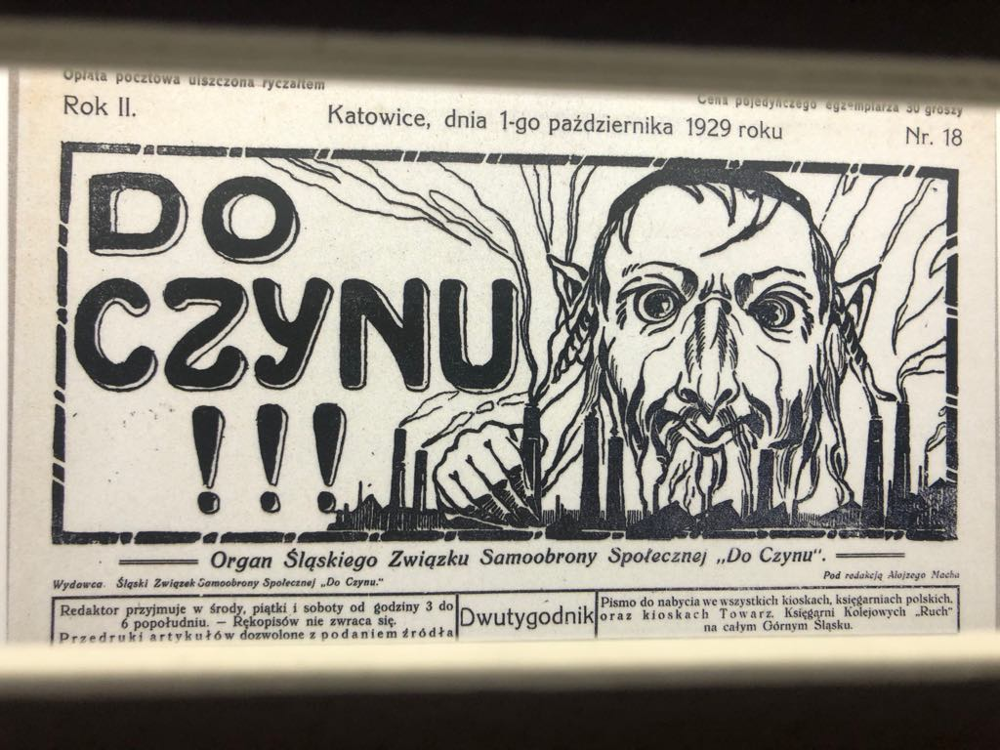 Opłata pocztowa uiszczona ryczałtem
Cena pojedyńczego egzemplarza 30 groszy
Rok II.
Katowice, dnia 1-go października 1929 roku
Nr. 18
DO
CZYNU
!!!
Organ Śląskiego Związku Samoobrony Społecznej „Do Czynu".
Wydawca. Śląski Związek Samoobrony Społecznej „Do Czynu."
Pod redakcją Alojzego Macha
Redaktor przyjmuje w środy, piątki i soboty od godziny 3 do
6 popołudniu. — Rękopisów nie zwraca się.
Przedruki artykułów dozwolone z podaniem źródła
Dwutygodnik
Pismo do nabycia we wszystkich kioskach, księgarniach polskich,
oraz kioskach Towarz. Księgarni Kolejowych „Ruch"
na całym Górnym Śląsku.